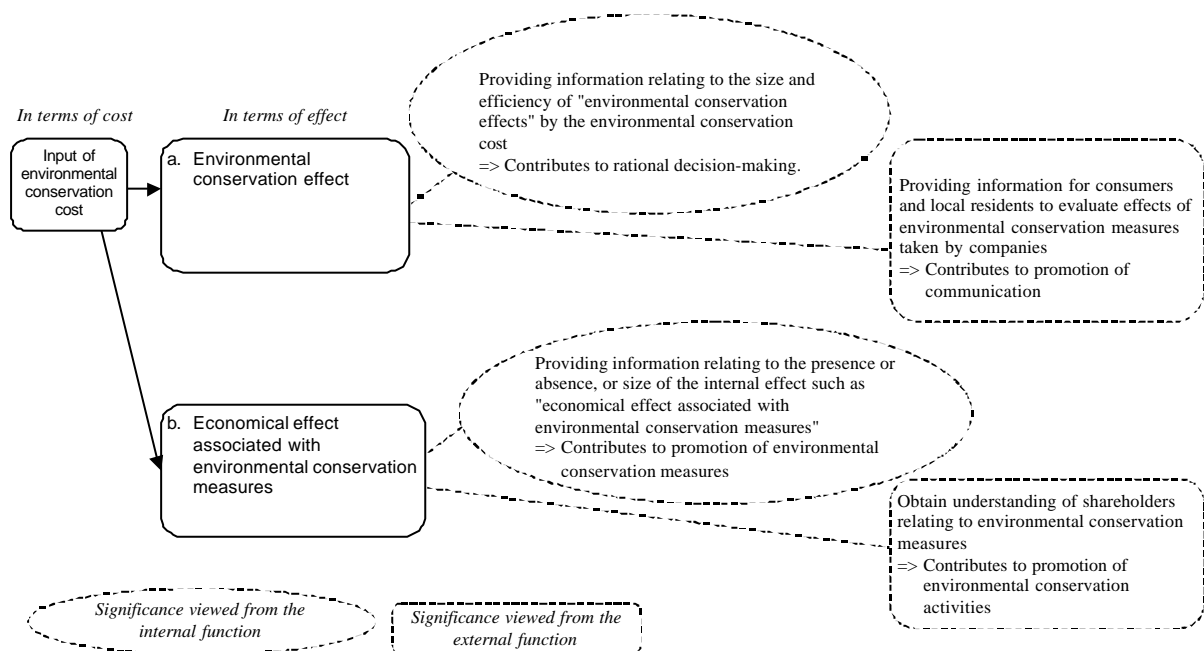 In terms of cost
In terms of effect
Input of
environmental
conservation
cost
a. Environmental
conservation effect
Providing information relating to the size and
efficiency of "environmental conservation
effects" by the environmental conservation
cost
=> Contributes to rational decision-making.
Providing information for consumers
and local residents to evaluate effects of
environmental conservation measures
taken by companies
=> Contributes to promotion of
communication
b. Economical effect
associated with
environmental conservation
measures
Providing information relating to the presence or
absence, or size of the internal effect such as
"economical effect associated with
environmental conservation measures"
=> Contributes to promotion of environmental
conservation measures
Obtain understanding of shareholders
relating to environmental conservation
measures
=> Contributes to promotion of
environmental conservation
activities
Significance viewed from the
internal function
Significance viewed from the
external function